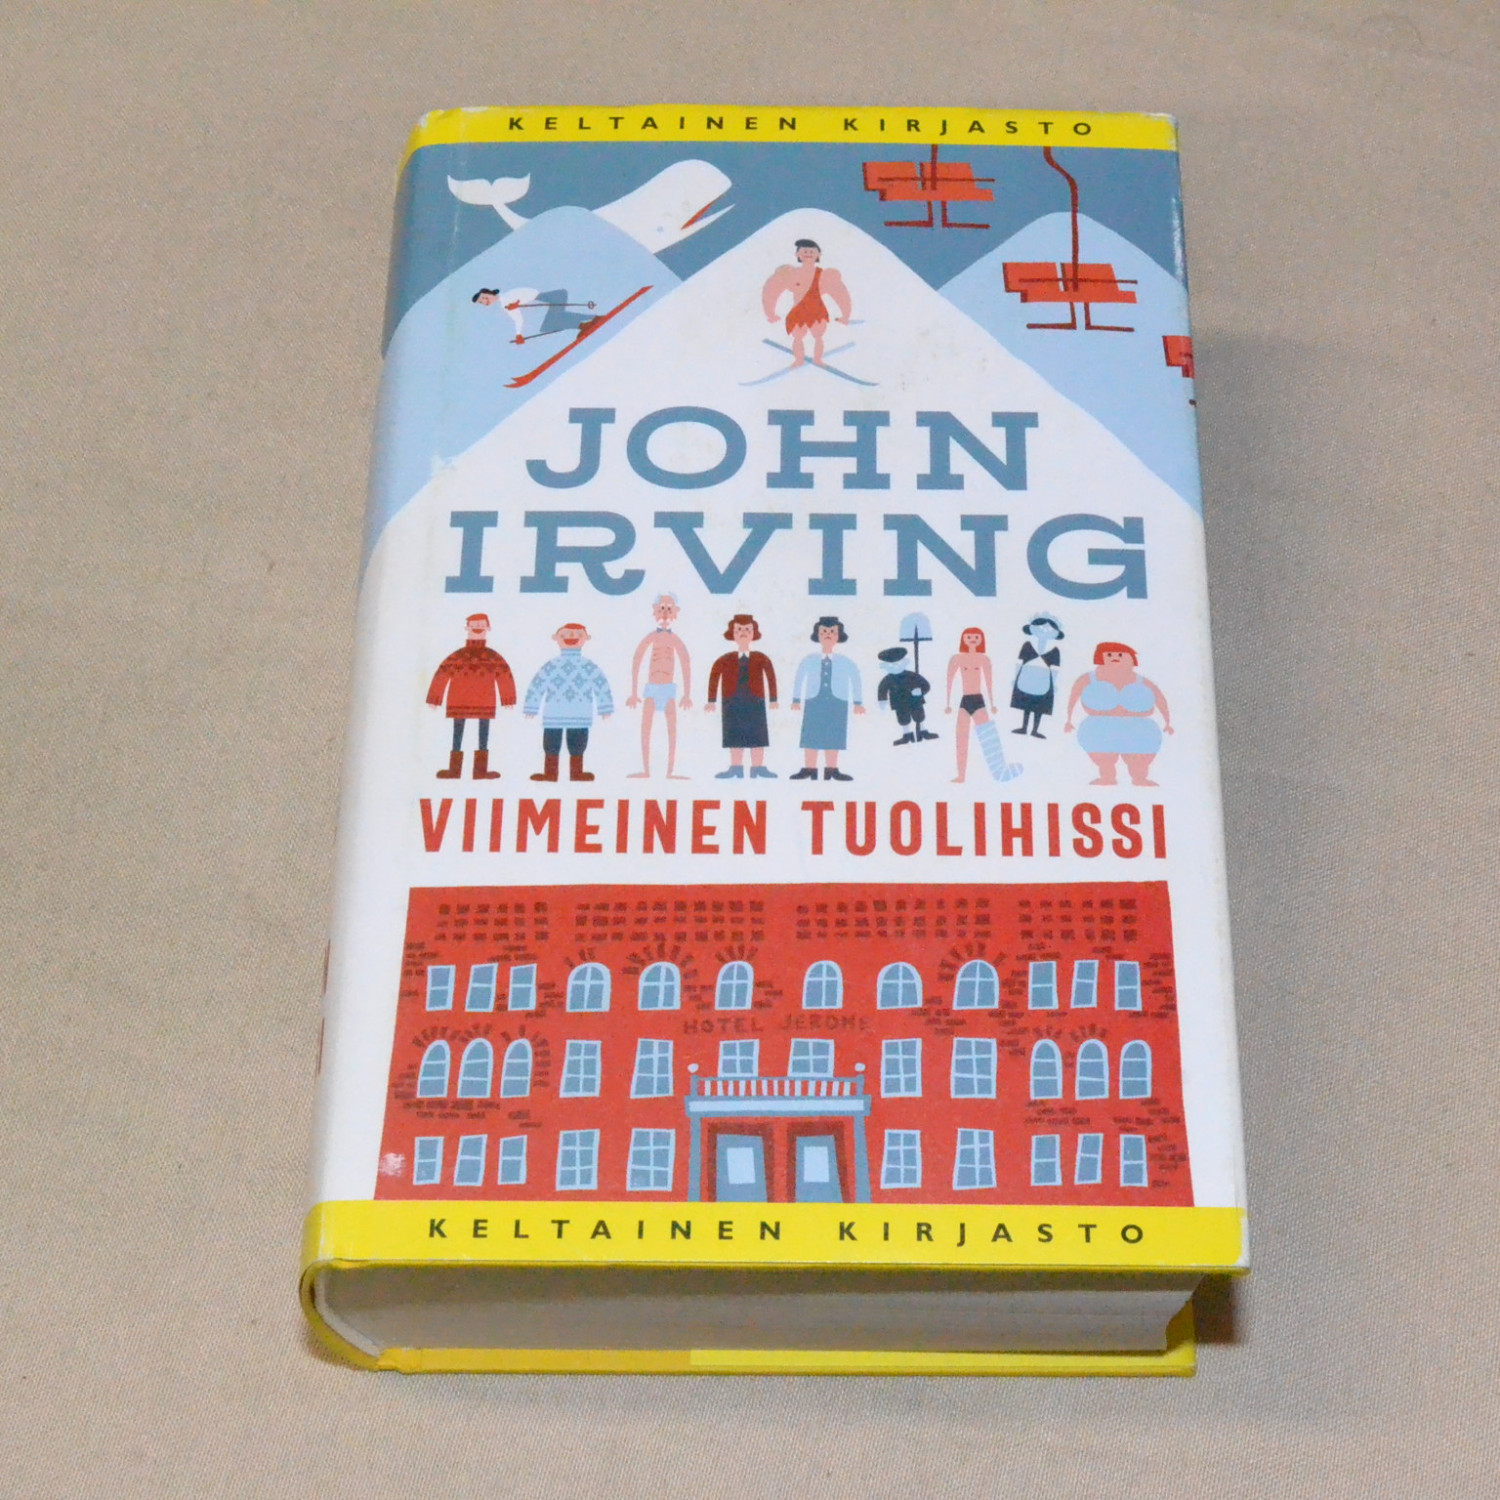 KELTAINEN KIRJASTO
JOHN
IRVING
VIIMEINEN TUOLIHISSI
HOTEL JEROME
KELTAINEN KIRJASTO